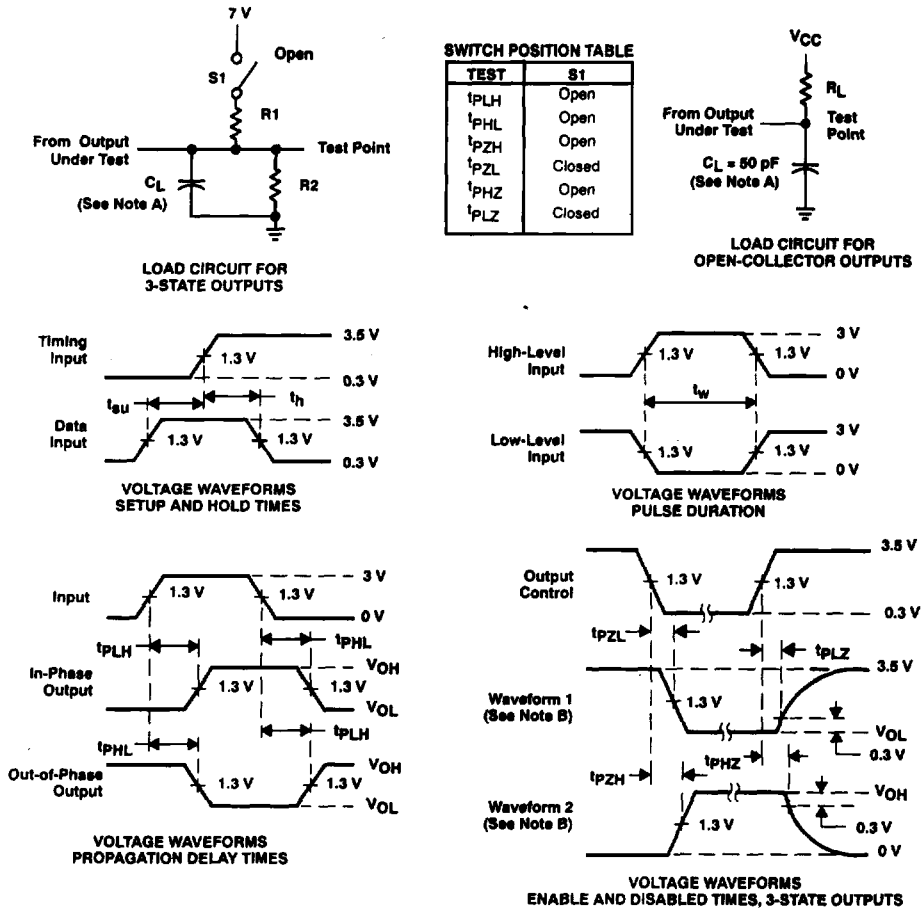 7 V
Open
S1
R1
From Output
Under Test
Test Point
CL
(See Note A)
R2
LOAD CIRCUIT FOR
3-STATE OUTPUTS
SWITCH POSITION TABLE
TEST S1
tPLH Open
tPHL Open
tPZH Open
tPZL Closed
tPHZ Open
tPLZ Closed
VCC
RL
From Output
Under Test
Test
Point
CL = 50 pF
(See Note A)
LOAD CIRCUIT FOR
OPEN-COLLECTOR OUTPUTS
Timing
Input
3.5 V
1.3 V
0.3 V
tsu
th
Data
Input
3.5 V
1.3 V
1.3 V
0.3 V
VOLTAGE WAVEFORMS
SETUP AND HOLD TIMES
High-Level
Input
3 V
1.3 V
1.3 V
0 V
tw
Low-Level
Input
3 V
1.3 V
1.3 V
0 V
VOLTAGE WAVEFORMS
PULSE DURATION
Input
3 V
1.3 V
1.3 V
0 V
tPLH
tPHL
In-Phase
Output
VOH
1.3 V
1.3 V
VOL
tPHL
tPLH
Out-of-Phase
Output
VOH
1.3 V
1.3 V
VOL
VOLTAGE WAVEFORMS
PROPAGATION DELAY TIMES
Output
Control
3.5 V
1.3 V
1.3 V
0.3 V
tPZL
tPLZ
Waveform 1
(See Note B)
3.5 V
1.3 V
VOL
0.3 V
tPZH
tPHZ
Waveform 2
(See Note B)
VOH
1.3 V
0.3 V
0 V
VOLTAGE WAVEFORMS
ENABLE AND DISABLED TIMES, 3-STATE OUTPUTS